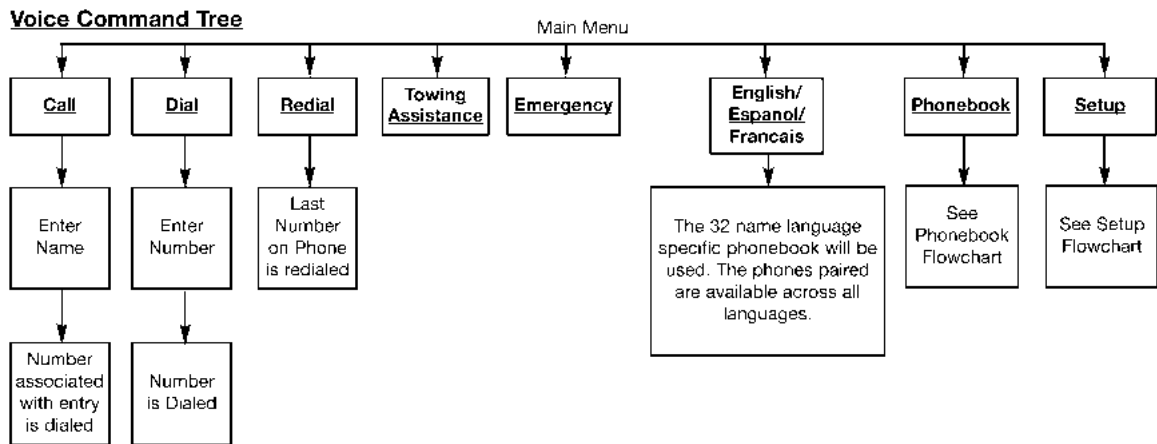 Voice Command Tree
Main Menu
Call
Dial
Redial
Towing
Assistance
Emergency
English/
Espanol/
Francais
Phonebook
Setup
Enter
Name
Enter
Number
Last
Number
on Phone
is redialed
The 32 name language
specific phonebook will be
used. The phones paired
are available across all
languages.
See
Phonebook
Flowchart
See Setup
Flowchart
Number
associated
with entry
is dialed
Number
is Dialed